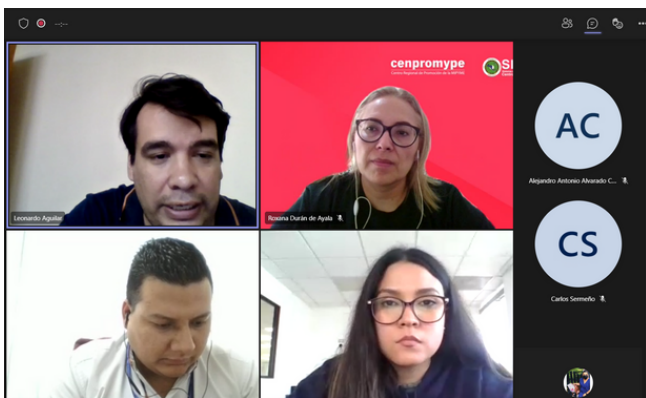 --:--
cenpromype
Centro Regional de Promoción de la MIPYME
SI
AC
Alejandro Antonio Alvarado C...
Leonardo Aguilar
Roxana Durán de Ayala
CS
Carlos Sermeño